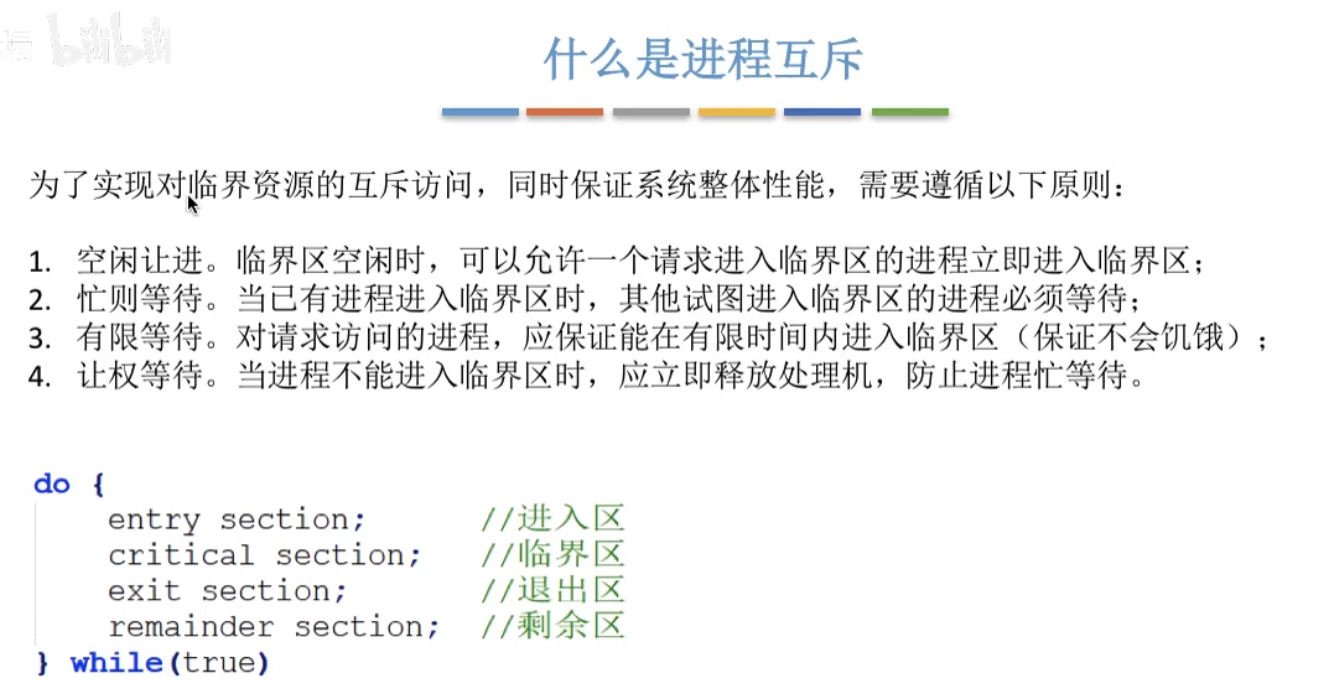 坛 bilibili
什么是进程互斥
为了实现对临界资源的互斥访问，同时保证系统整体性能，需要遵循以下原则：
1. 空闲让进。临界区空闲时，可以允许一个请求进入临界区的进程立即进入临界区；
2. 忙则等待。当已有进程进入临界区时，其他试图进入临界区的进程必须等待；
3. 有限等待。对请求访问的进程，应保证能在有限时间内进入临界区（保证不会饥饿）；
4. 让权等待。当进程不能进入临界区时，应立即释放处理机，防止进程忙等待。
do {
entry section; //进入区
critical section; //临界区
exit section; //退出区
remainder section; //剩余区
} while(true)